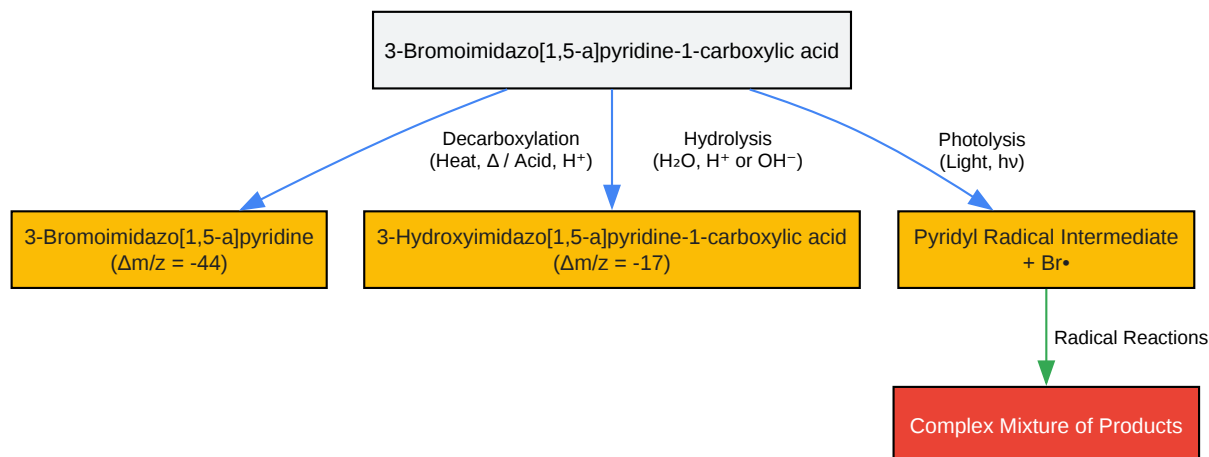 3-Bromoimidazo[1,5-a]pyridine-1-carboxylic acid
Decarboxylation
(Heat, Δ / Acid, H⁺)
Hydrolysis
(H₂O, H⁺ or OH⁻)
Photolysis
(Light, hν)
3-Bromoimidazo[1,5-a]pyridine
(Δm/z = -44)
3-Hydroxyimidazo[1,5-a]pyridine-1-carboxylic acid
(Δm/z = -17)
Pyridyl Radical Intermediate
+ Br•
Radical Reactions
Complex Mixture of Products